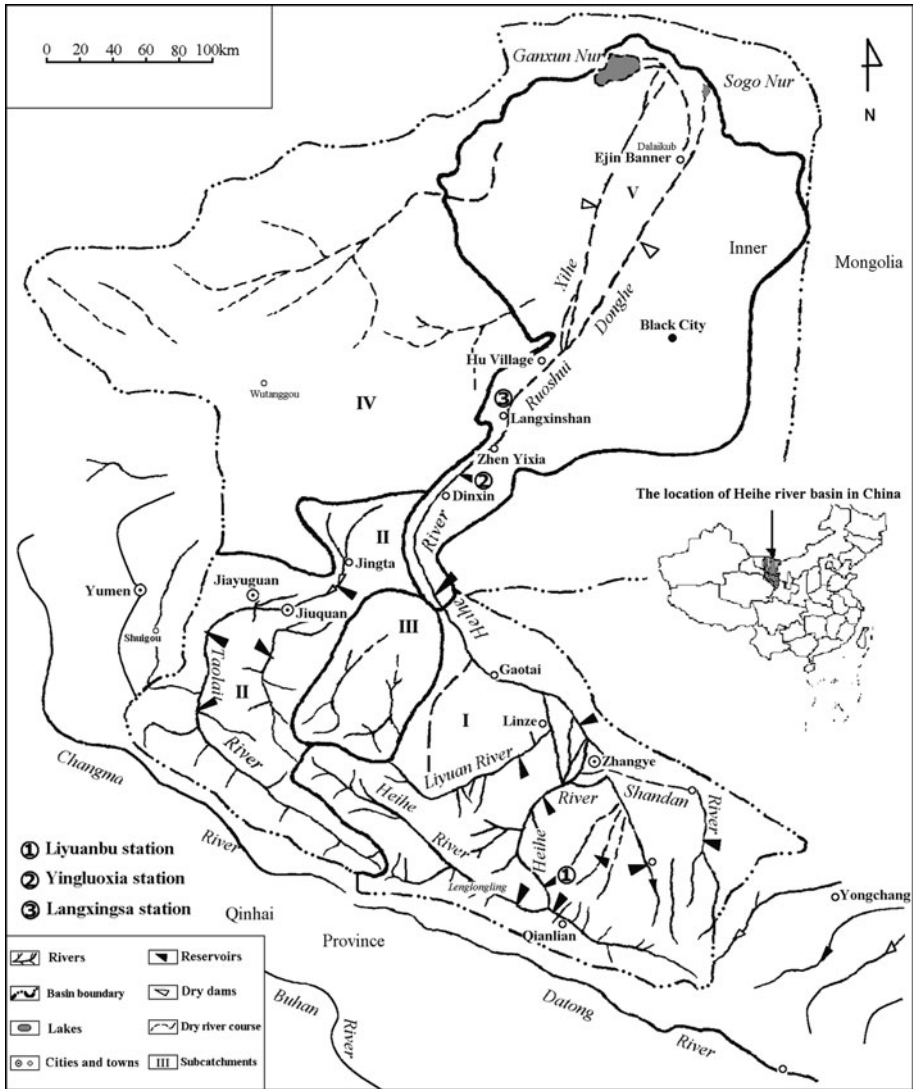 0 20 40 60 80 100km
Ganxun Nur
Sogo Nur
N
Dalaikub
Ejin Banner
V
Inner
Mongolia
Xihe
Donghe
Black City
Hu Village
Ruoshui
Wutanggou
IV
③
Langxinshan
Zhen Yixia
②
Dinxin
The location of Heihe river basin in China
River
II
Jingta
Jiayuguan
Yumen
Jiuquan
Heihe
Shuigou
III
Taolai
Gaotai
II
I
Linze
Liyuan River
Zhangye
River
Changma
Heihe
River
Shandan
River
River
Heihe
River
① Liyuanbu station
② Yingluoxia station
③ Langxingsa station
①
Lenglongling
Yongchang
Qinhai
Qianlian
Province
Rivers
Reservoirs
Basin boundary
Dry dams
Lakes
Dry river course
Cities and towns
III Subcatchments
Buhan
River
Datong
River